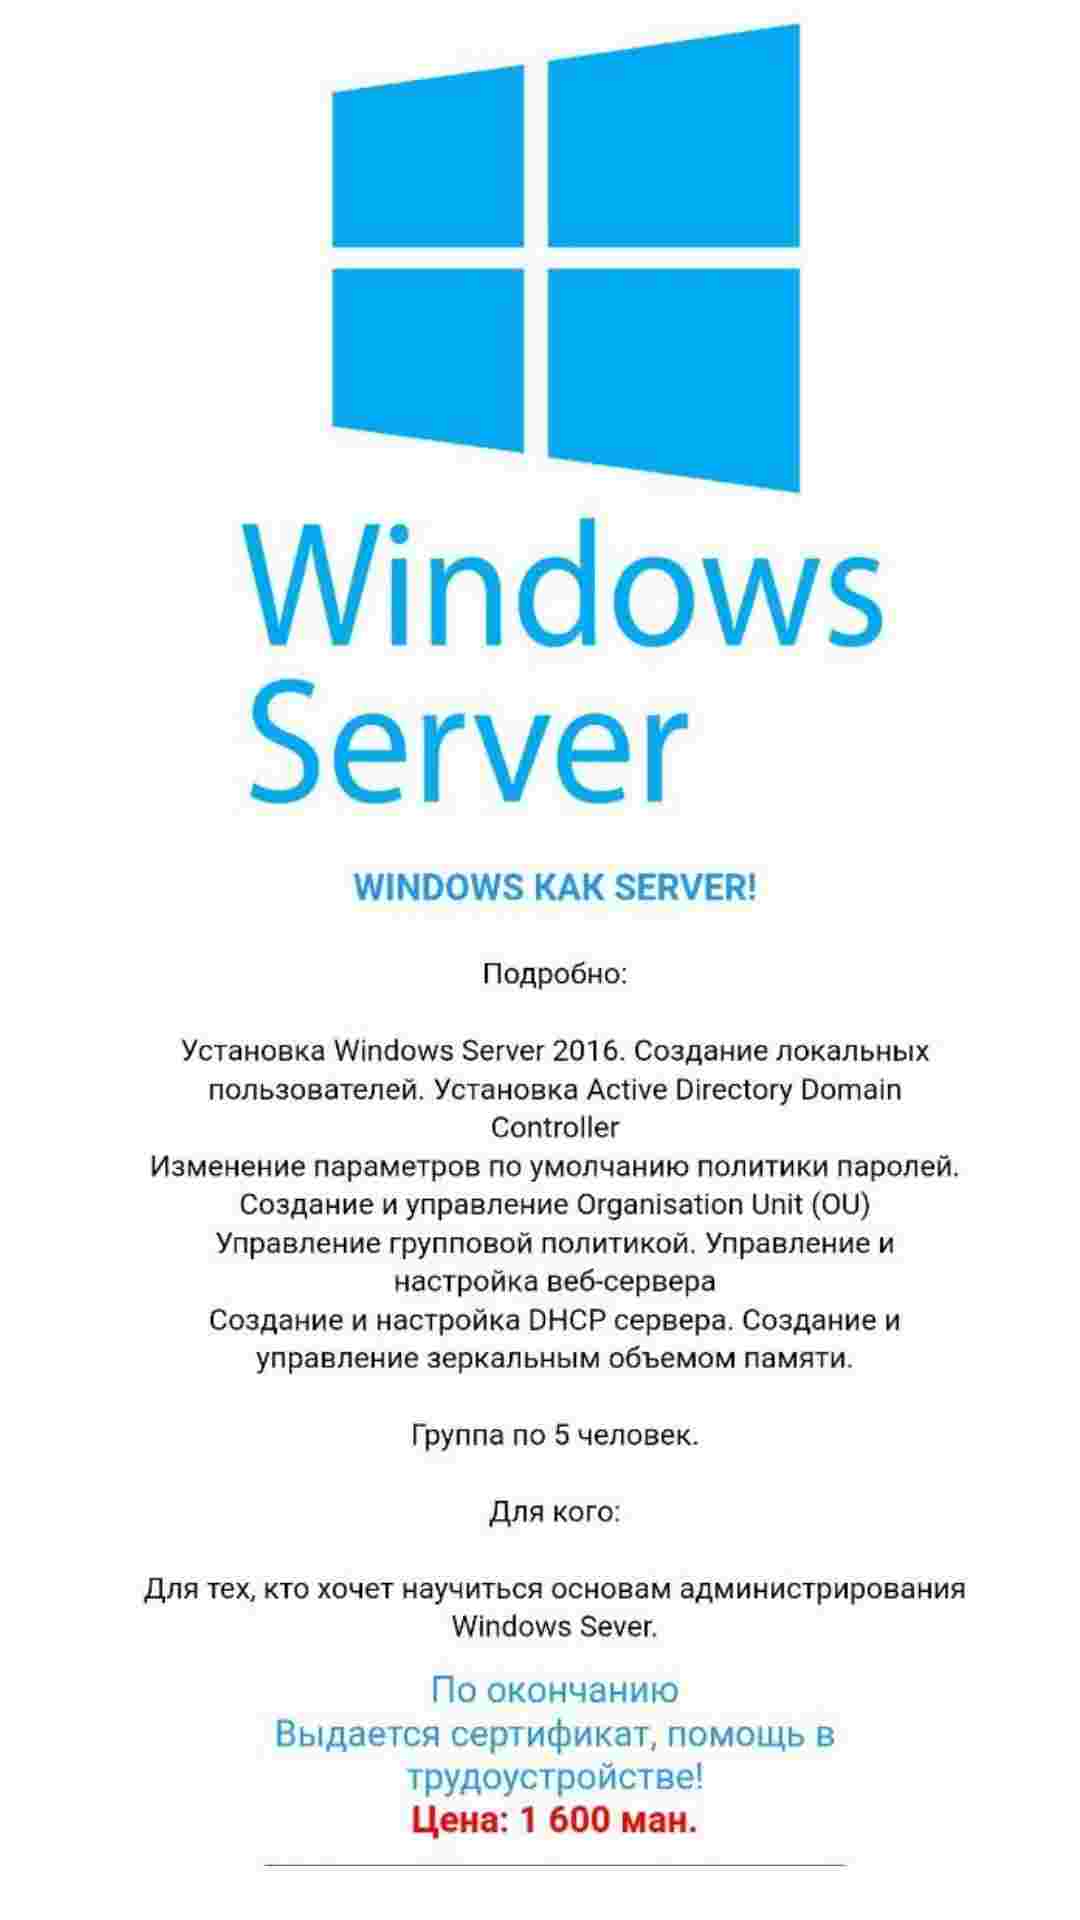 Windows
Server
WINDOWS КАК SERVER!
Подробно:
Установка Windows Server 2016. Создание локальных
пользователей. Установка Active Directory Domain
Controller
Изменение параметров по умолчанию политики паролей.
Создание и управление Organisation Unit (OU)
Управление групповой политикой. Управление и
настройка веб-сервера
Создание и настройка DHCP сервера. Создание и
управление зеркальным объемом памяти.
Группа по 5 человек.
Для кого:
Для тех, кто хочет научиться основам администрирования
Windows Sever.
По окончанию
Выдается сертификат, помощь в
трудоустройстве!
Цена: 1 600 ман.